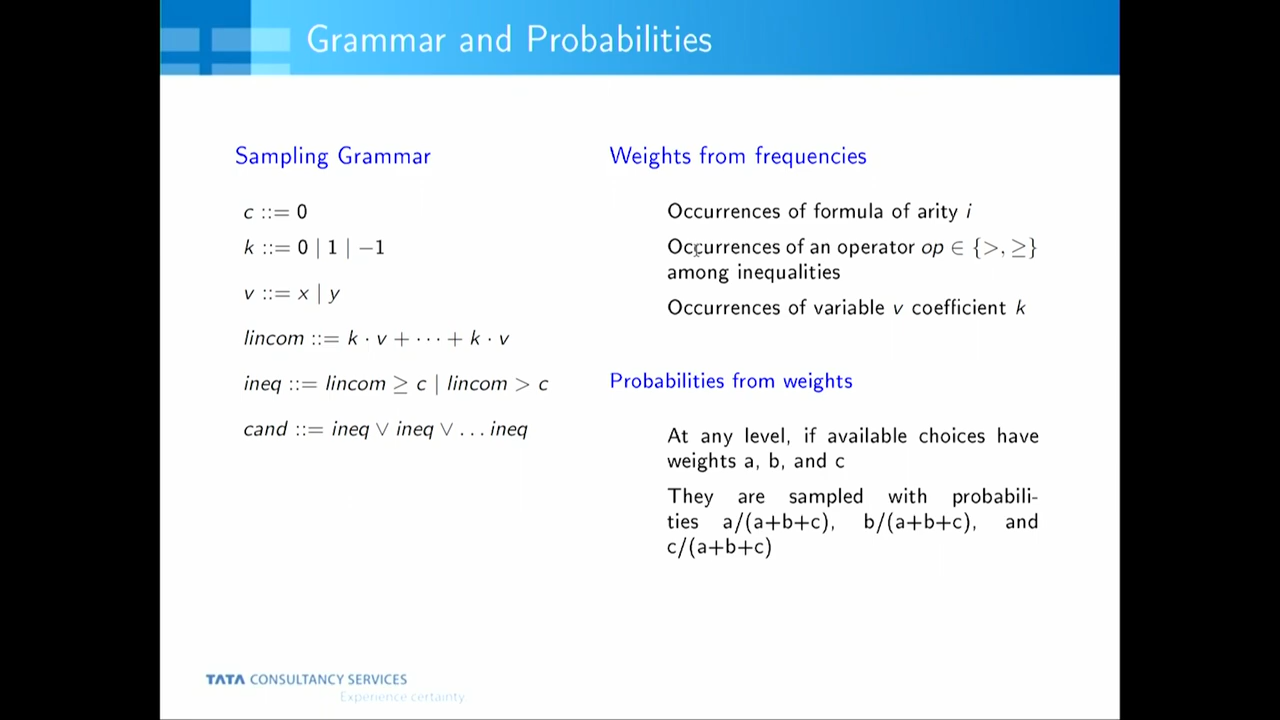 Grammar and Probabilities
Sampling Grammar
c ::= 0
k ::= 0 | 1 | −1
v ::= x | y
lincom ::= k · v + · · · + k · v
ineq ::= lincom ≥ c | lincom > c
cand ::= ineq ∨ ineq ∨ . . . ineq
Weights from frequencies
Occurrences of formula of arity i
Occurrences of an operator op ∈ {>, ≥}
among inequalities
Occurrences of variable v coefficient k
Probabilities from weights
At any level, if available choices have
weights a, b, and c
They are sampled with probabili-
ties a/(a+b+c), b/(a+b+c), and
c/(a+b+c)
TATA CONSULTANCY SERVICES
Experience certainty